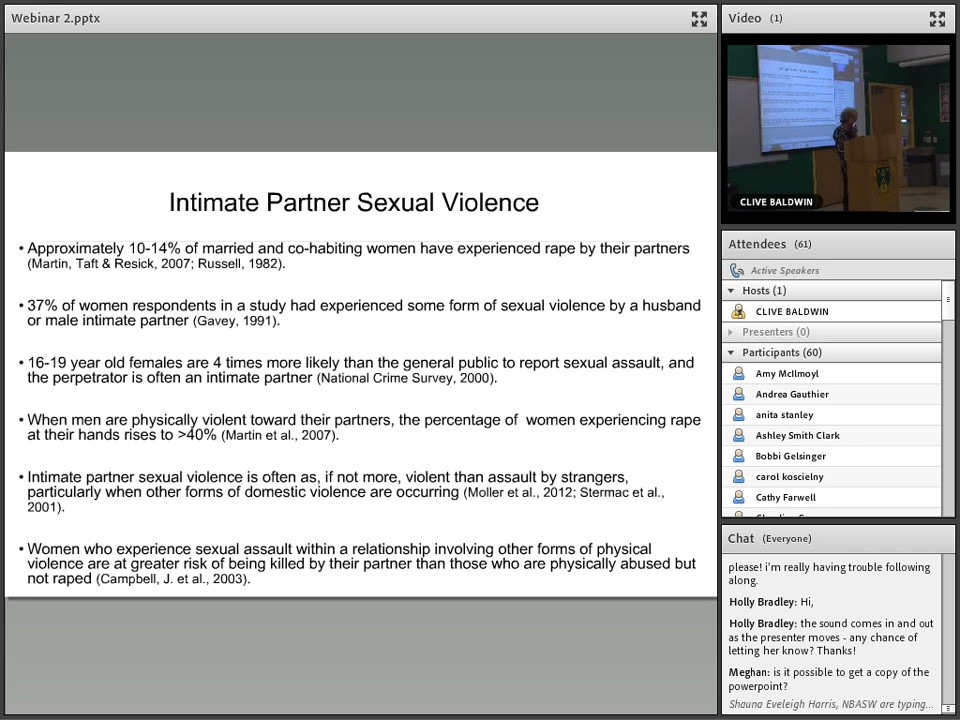 Webinar 2.pptx
Intimate Partner Sexual Violence
• Approximately 10-14% of married and co-habiting women have experienced rape by their partners
(Martin, Taft & Resick, 2007; Russell, 1982).
• 37% of women respondents in a study had experienced some form of sexual violence by a husband
or male intimate partner (Gavey, 1991).
• 16-19 year old females are 4 times more likely than the general public to report sexual assault, and
the perpetrator is often an intimate partner (National Crime Survey, 2000).
• When men are physically violent toward their partners, the percentage of  women experiencing rape
at their hands rises to >40% (Martin et al., 2007).
• Intimate partner sexual violence is often as, if not more, violent than assault by strangers,
particularly when other forms of domestic violence are occurring (Moller et al., 2012; Stermac et al.,
2001).
• Women who experience sexual assault within a relationship involving other forms of physical
violence are at greater risk of being killed by their partner than those who are physically abused but
not raped (Campbell, J. et al., 2003).
Video (1)
CLIVE BALDWIN
Attendees (61)
Active Speakers
Hosts (1)
CLIVE BALDWIN
Presenters (0)
Participants (60)
Amy McIlmoyl
Andrea Gauthier
anita stanley
Ashley Smith Clark
Bobbi Gelsinger
carol koscielny
Cathy Farwell
Chat (Everyone)
please! i'm really having trouble following
along.
Holly Bradley: Hi,
Holly Bradley: the sound comes in and out
as the presenter moves - any chance of
letting her know? Thanks!
Meghan: is it possible to get a copy of the
powerpoint?
Shauna Eveleigh Harris, NBASW are typing...